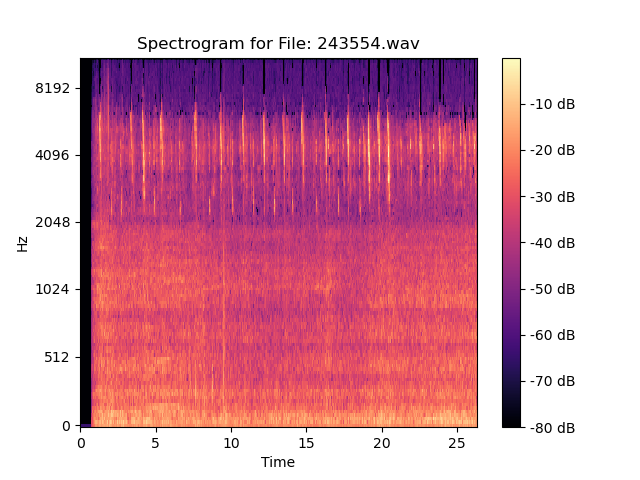 Spectrogram for File: 243554.wav
8192
4096
2048
1024
512
0
Hz
0 5 10 15 20 25
Time
-10 dB
-20 dB
-30 dB
-40 dB
-50 dB
-60 dB
-70 dB
-80 dB